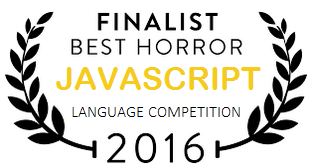 FINALIST
BEST HORROR
JAVASCRIPT
LANGUAGE COMPETITION
2016